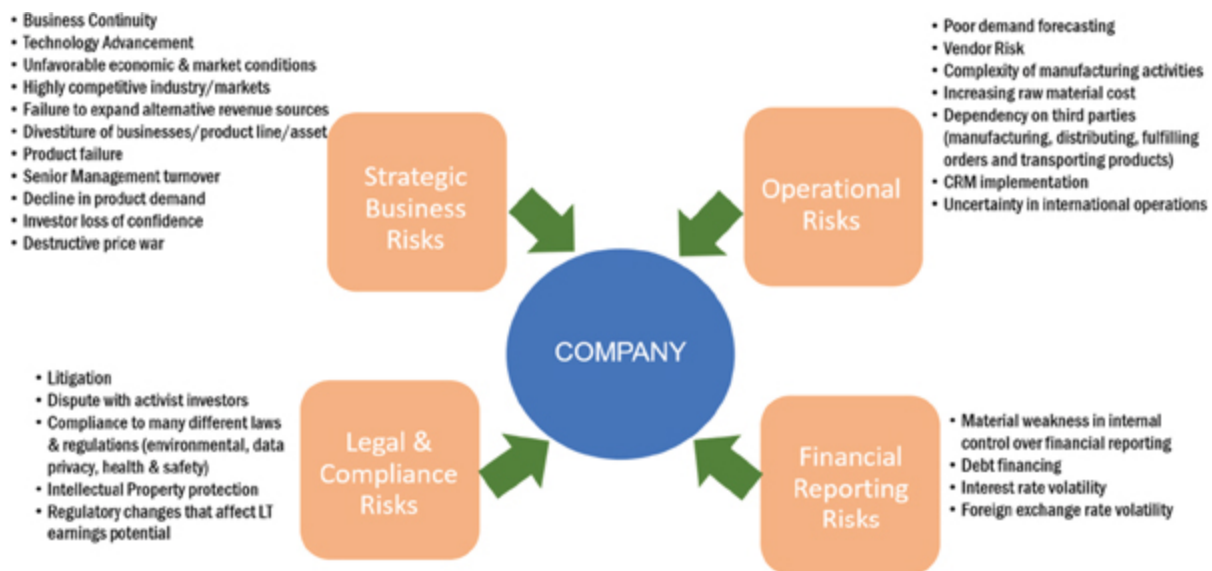 • Business Continuity
• Technology Advancement
• Unfavorable economic & market conditions
• Highly competitive industry/markets
• Failure to expand alternative revenue sources
• Divestiture of businesses/product line/asset
• Product failure
• Senior Management turnover
• Decline in product demand
• Investor loss of confidence
• Destructive price war
Strategic
Business
Risks
• Poor demand forecasting
• Vendor Risk
• Complexity of manufacturing activities
• Increasing raw material cost
• Dependency on third parties
(manufacturing, distributing, fulfilling
orders and transporting products)
• CRM implementation
• Uncertainty in international operations
Operational
Risks
COMPANY
• Litigation
• Dispute with activist investors
• Compliance to many different laws
& regulations (environmental, data
privacy, health & safety)
• Intellectual Property protection
• Regulatory changes that affect LT
earnings potential
Legal &
Compliance
Risks
Financial
Reporting
Risks
• Material weakness in internal
control over financial reporting
• Debt financing
• Interest rate volatility
• Foreign exchange rate volatility